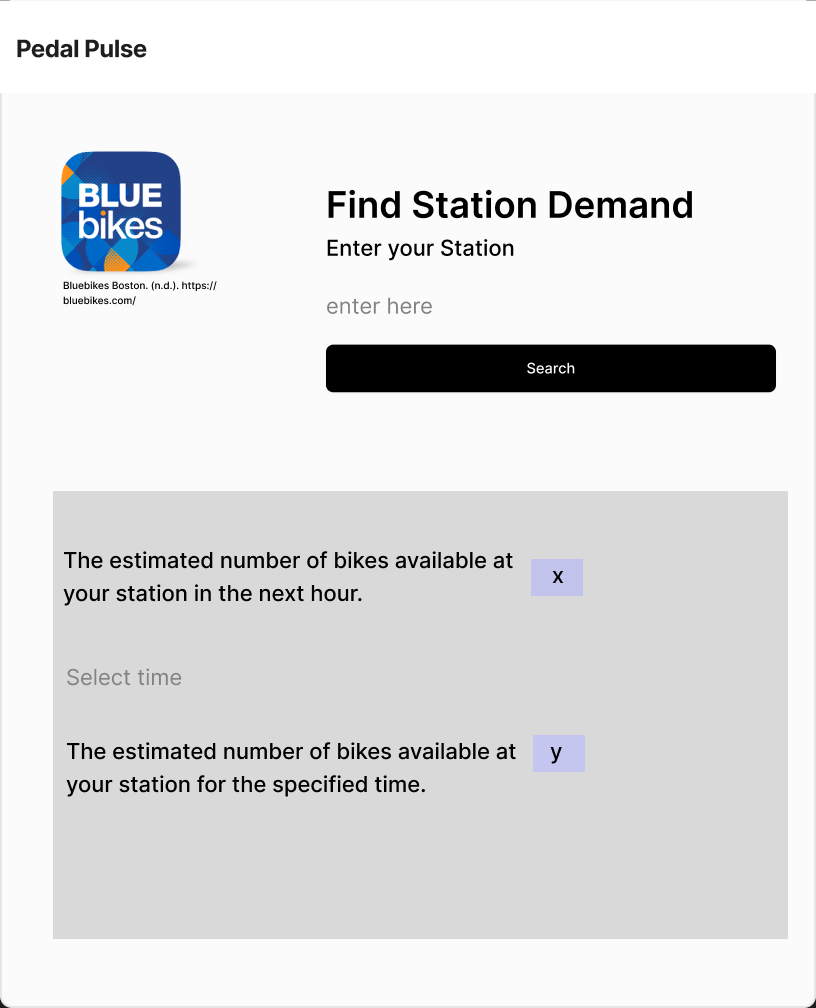 Pedal Pulse
BLUE
bikes
Bluebikes Boston. (n.d.). https://
bluebikes.com/
Find Station Demand
Enter your Station
enter here
Search
The estimated number of bikes available at
your station in the next hour.
x
Select time
The estimated number of bikes available at
your station for the specified time.
y